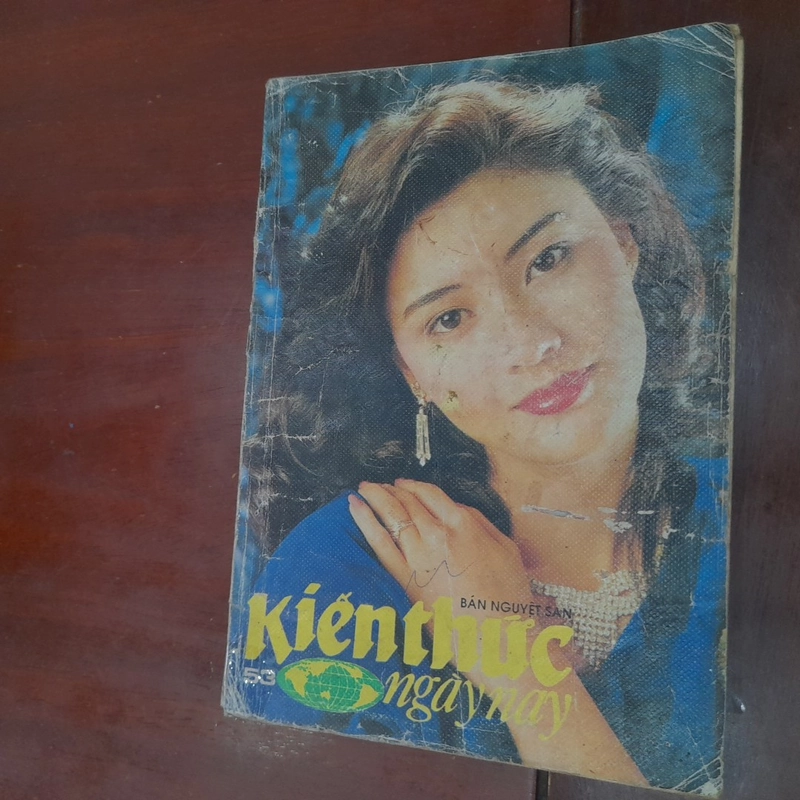 BÁN NGUYỆT SAN
Kiến thức
53
ngày nay